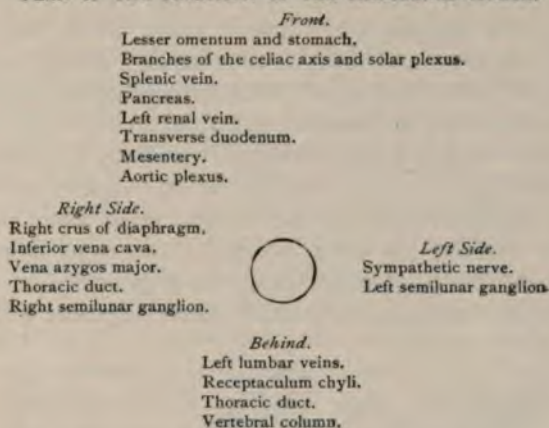 Front.
Lesser omentum and stomach.
Branches of the celiac axis and solar plexus.
Splenic vein.
Pancreas.
Left renal vein.
Transverse duodenum.
Mesentery.
Aortic plexus.
Right Side.
Right crus of diaphragm.
Inferior vena cava.
Vena azygos major.
Thoracic duct.
Right semilunar ganglion.
Left Side.
Sympathetic nerve.
Left semilunar ganglion.
Behind.
Left lumbar veins.
Receptaculum chyli.
Thoracic duct.
Vertebral column.